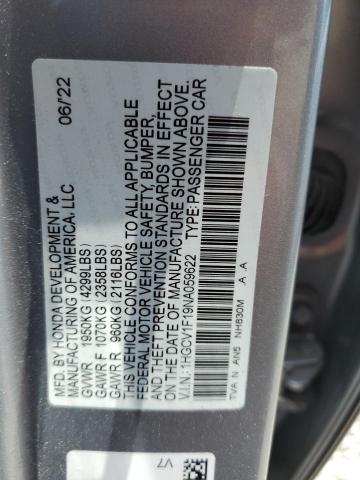 MFD. BY HONDA DEVELOPMENT & 06/22
MANUFACTURING OF AMERICA, LLC
GVWR 1950KG(4299LBS)
GAWR F 1070KG(2358LBS)
GAWR R 960KG(2116LBS)
THIS VEHICLE CONFORMS TO ALL APPLICABLE
FEDERAL MOTOR VEHICLE SAFETY, BUMPER,
AND THEFT PREVENTION STANDARDS IN EFFECT
ON THE DATE OF MANUFACTURE SHOWN ABOVE.
V.I.N.: 1HGCV1F19NA059622 TYPE: PASSENGER CAR
TVA N AN5 NH830M A A
V7